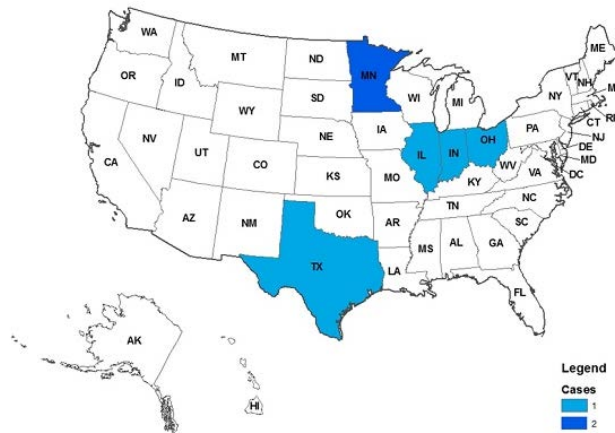 WA
MT
ND
MN
ME
OR
ID
SD
WI
MI
VT
NH
NY
WY
IA
NE
PA
CT
NJ
NV
UT
CO
IL
IN
OH
DE
MD
DC
CA
KS
MO
KY
WV
VA
AZ
NM
OK
AR
TN
NC
SC
TX
LA
MS
AL
GA
FL
AK
HI
Legend
Cases
1
2